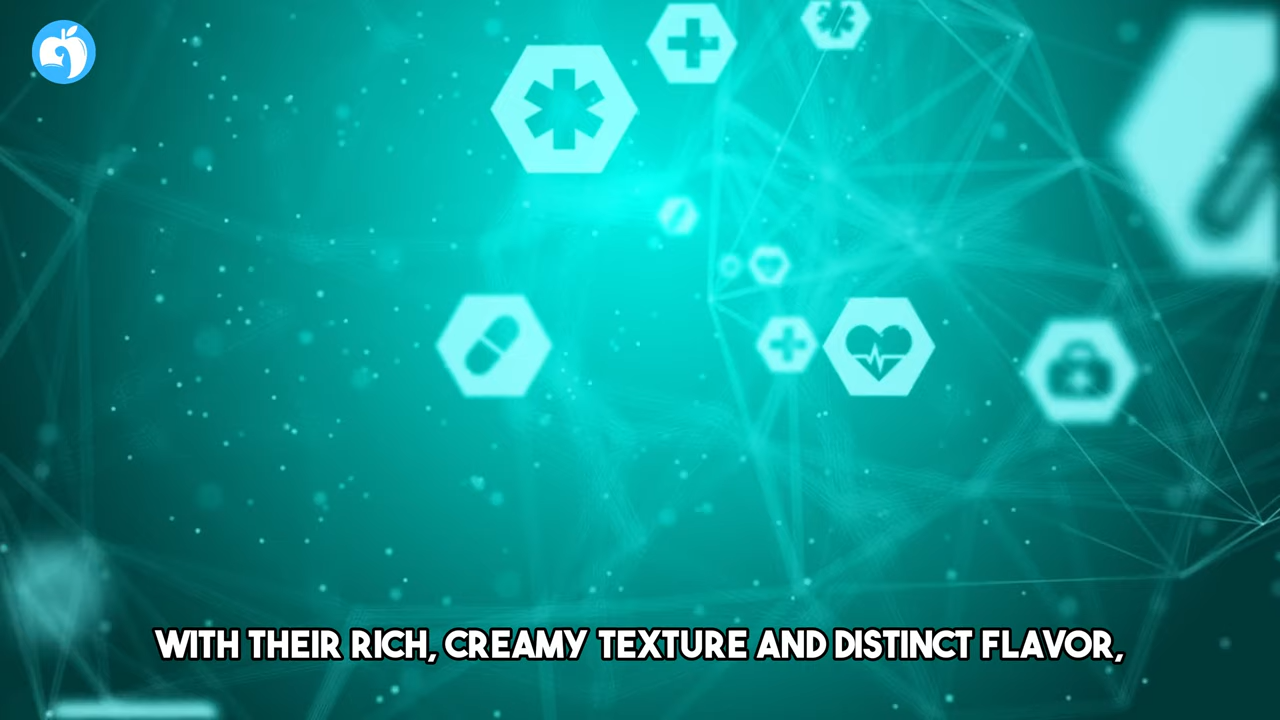 WITH THEIR RICH, CREAMY TEXTURE AND DISTINCT FLAVOR,